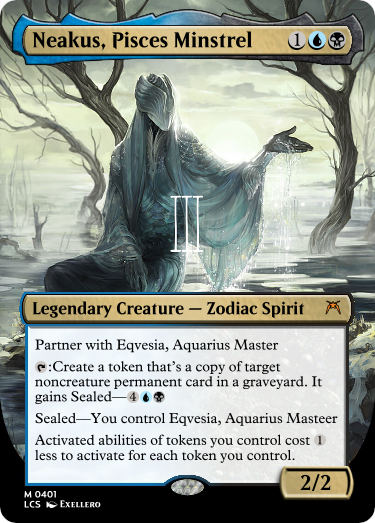 Neakus, Pisces Minstrel 1
III
Legendary Creature — Zodiac Spirit
Partner with Eqvesia, Aquarius Master
:Create a token that's a copy of target
noncreature permanent card in a graveyard. It
gains Sealed—4
Sealed—You control Eqvesia, Aquarius Masteer
Activated abilities of tokens you control cost 1
less to activate for each token you control.
2/2
M 0401
LCS Exellero